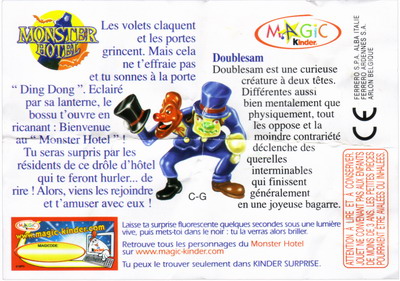 MONSTER
HOTEL
Les volets claquent
et les portes
grincent. Mais cela
ne t'effraie pas
et tu sonnes à la porte
“ Ding Dong ”. Eclairé
par sa lanterne, le
bossu t'ouvre en
ricanant : Bienvenue
au “ Monster Hotel ” !
Tu seras surpris par les
résidents de ce drôle d'hôtel
qui te feront hurler... de
rire ! Alors, viens les rejoindre
et t'amuser avec eux !
C-G
MAGIC
Kinder
Doublesam
Doublesam est une curieuse
créature à deux têtes.
Différentes aussi
bien mentalement que
physiquement, tout
les oppose et la
moindre contrariété
déclenche des
querelles
interminables
qui finissent
généralement
en une joyeuse bagarre.
FERRERO S.P.A. ALBA ITALIE
FERRERO ARDENNES S.A.
ARLON BELGIQUE
CE
ATTENTION : A LIRE ET A CONSERVER.
JOUET NE CONVENANT PAS AUX ENFANTS
DE MOINS DE 3 ANS. LES PETITES PIECES
POURRAIENT ETRE AVALEES OU INHALEES.
MAGIC
www.magic-kinder.com
MAGICODE
Laisse ta surprise fluorescente quelques secondes sous une lumière
vive, puis mets-toi dans le noir : tu la verras alors briller.
Retrouve tous les personnages du Monster Hotel
sur www.magic-kinder.com
Tu peux le trouver seulement dans KINDER SURPRISE.